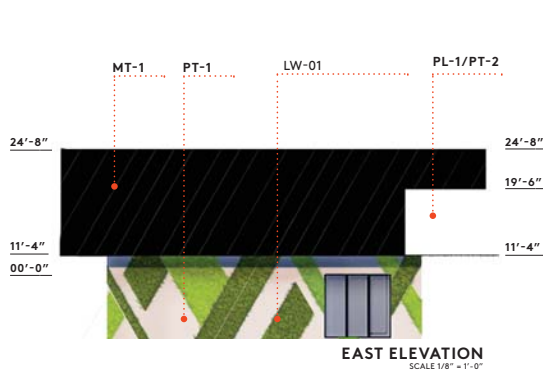 MT-1 PT-1 LW-01 PL-1/PT-2
24'-8" 24'-8"
19'-6"
11'-4" 11'-4"
00'-0"
EAST ELEVATION
SCALE 1/8" = 1'-0"